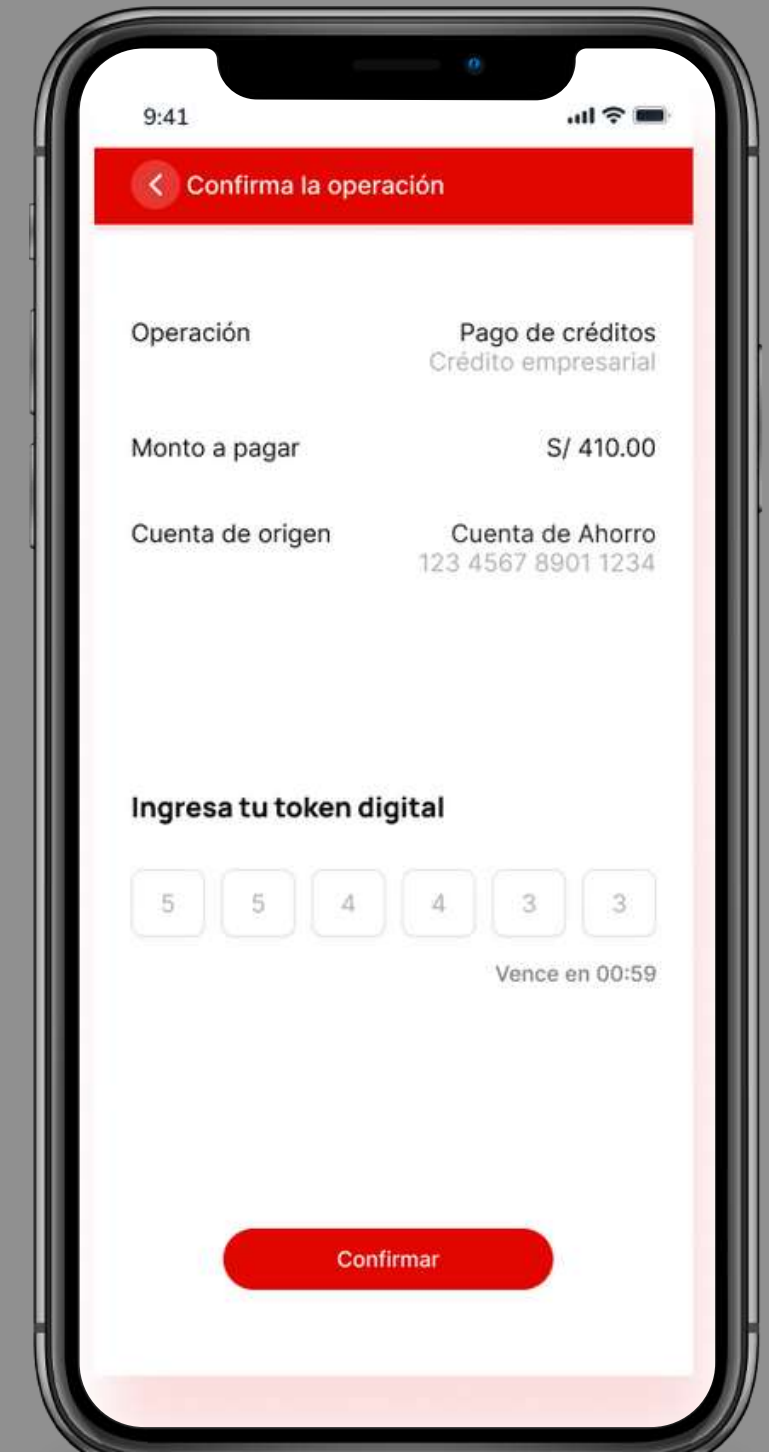 9:41
Confirma la operación
Operación Pago de créditos
Crédito empresarial
Monto a pagar S/ 410.00
Cuenta de origen Cuenta de Ahorro
123 4567 8901 1234
Ingresa tu token digital
5 5 4 4 3 3
Vence en 00:59
Confirmar